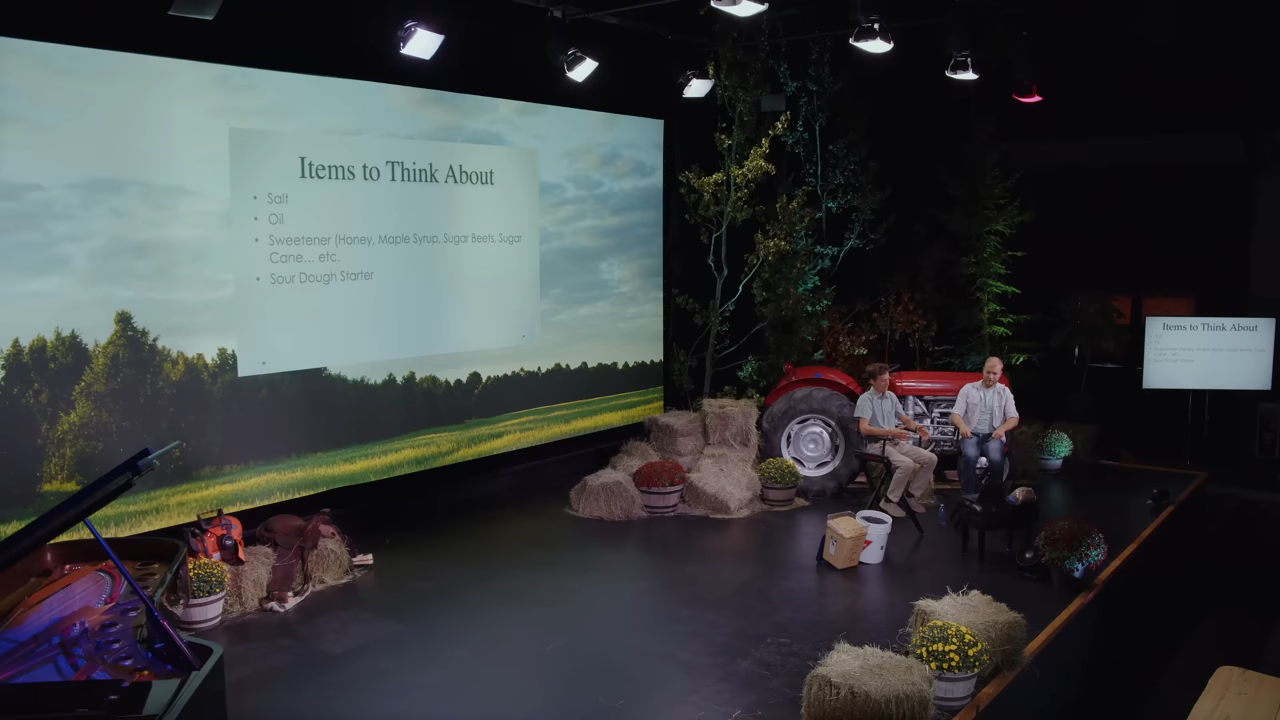 Items to Think About
• Salt
• Oil
• Sweetener (Honey, Maple Syrup, Sugar Beets, Sugar
Cane... etc.
• Sour Dough Starter
Items to Think About